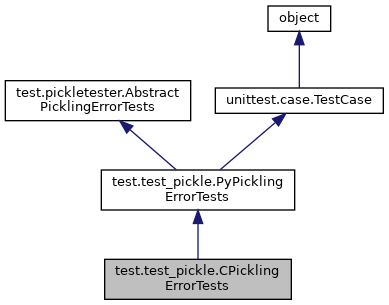 object
test.pickletester.Abstract
PicklingErrorTests
unittest.case.TestCase
test.test_pickle.PyPickling
ErrorTests
test.test_pickle.CPickling
ErrorTests